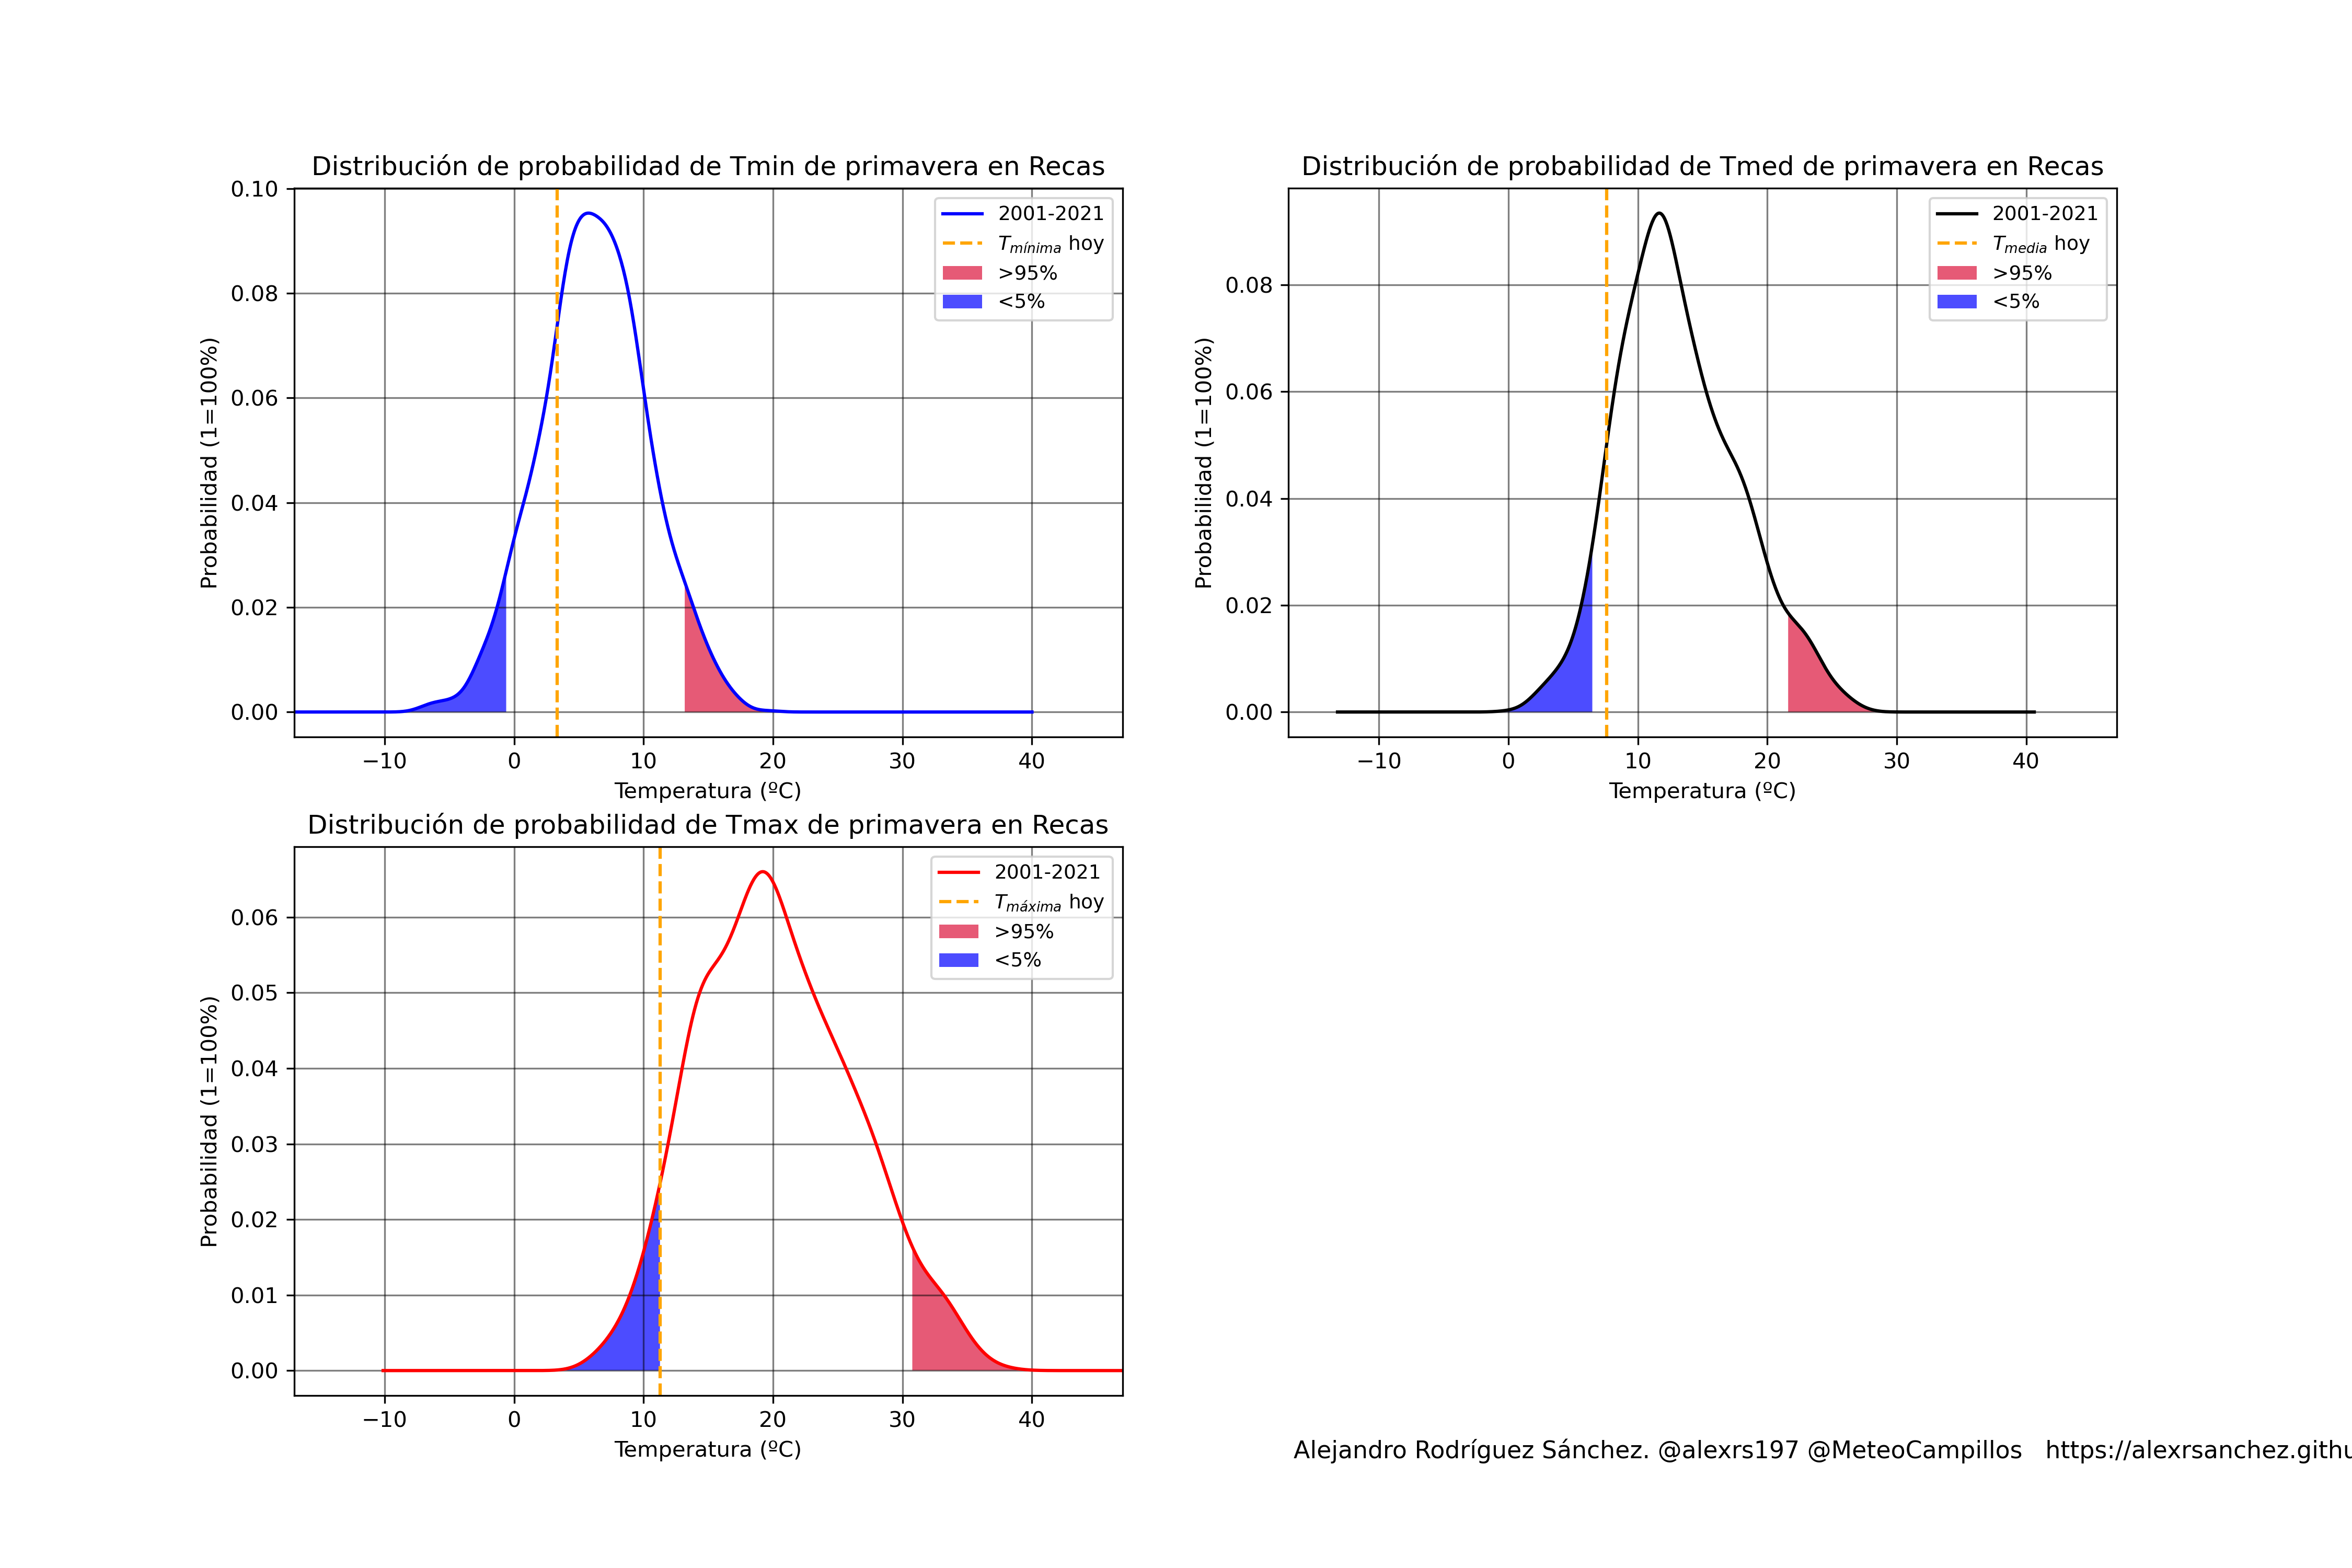 Distribución de probabilidad de Tmin de primavera en Recas
0.10
0.08
0.06
0.04
0.02
0.00
Probabilidad (1=100%)
2001-2021
Tmínima hoy
>95%
<5%
−10 0 10 20 30 40
Temperatura (ºC)
Distribución de probabilidad de Tmed de primavera en Recas
0.08
0.06
0.04
0.02
0.00
Probabilidad (1=100%)
2001-2021
Tmedia hoy
>95%
<5%
−10 0 10 20 30 40
Temperatura (ºC)
Distribución de probabilidad de Tmax de primavera en Recas
0.06
0.05
0.04
0.03
0.02
0.01
0.00
Probabilidad (1=100%)
2001-2021
Tmáxima hoy
>95%
<5%
−10 0 10 20 30 40
Temperatura (ºC)
Alejandro Rodríguez Sánchez. @alexrs197 @MeteoCampillos https://alexrsanchez.githu